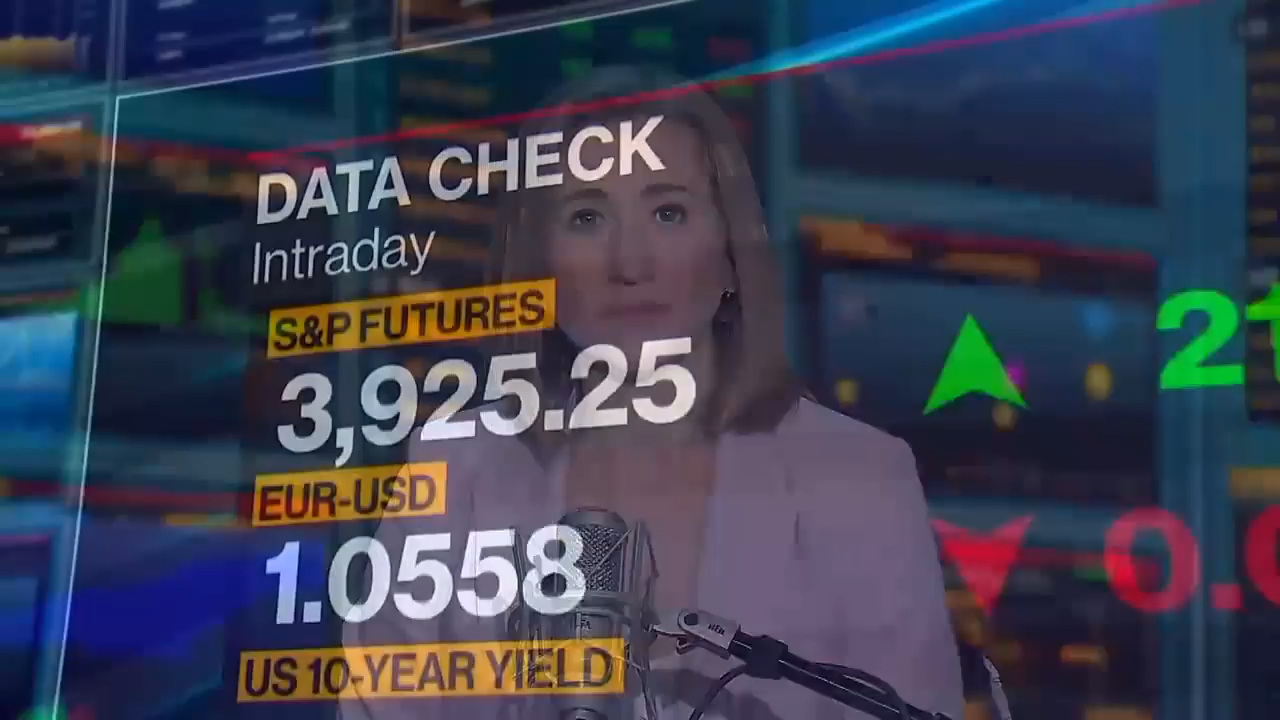 DATA CHECK
Intraday
S&P FUTURES
3,925.25
EUR-USD
1.0558
US 10-YEAR YIELD